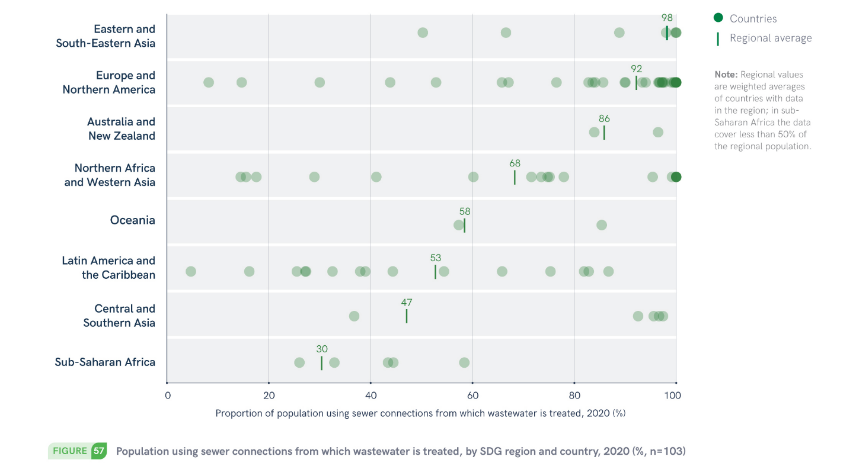 98
Eastern and
South-Eastern Asia
Countries
Regional average
92
Europe and
Northern America
Note: Regional values
are weighted averages
of countries with data
in the region; in sub-
Saharan Africa the data
cover less than 50% of
the regional population.
86
Australia and
New Zealand
68
Northern Africa
and Western Asia
58
Oceania
53
Latin America and
the Caribbean
47
Central and
Southern Asia
30
Sub-Saharan Africa
0 20 40 60 80 100
Proportion of population using sewer connections from which wastewater is treated, 2020 (%)
FIGURE 57 Population using sewer connections from which wastewater is treated, by SDG region and country, 2020 (%, n=103)